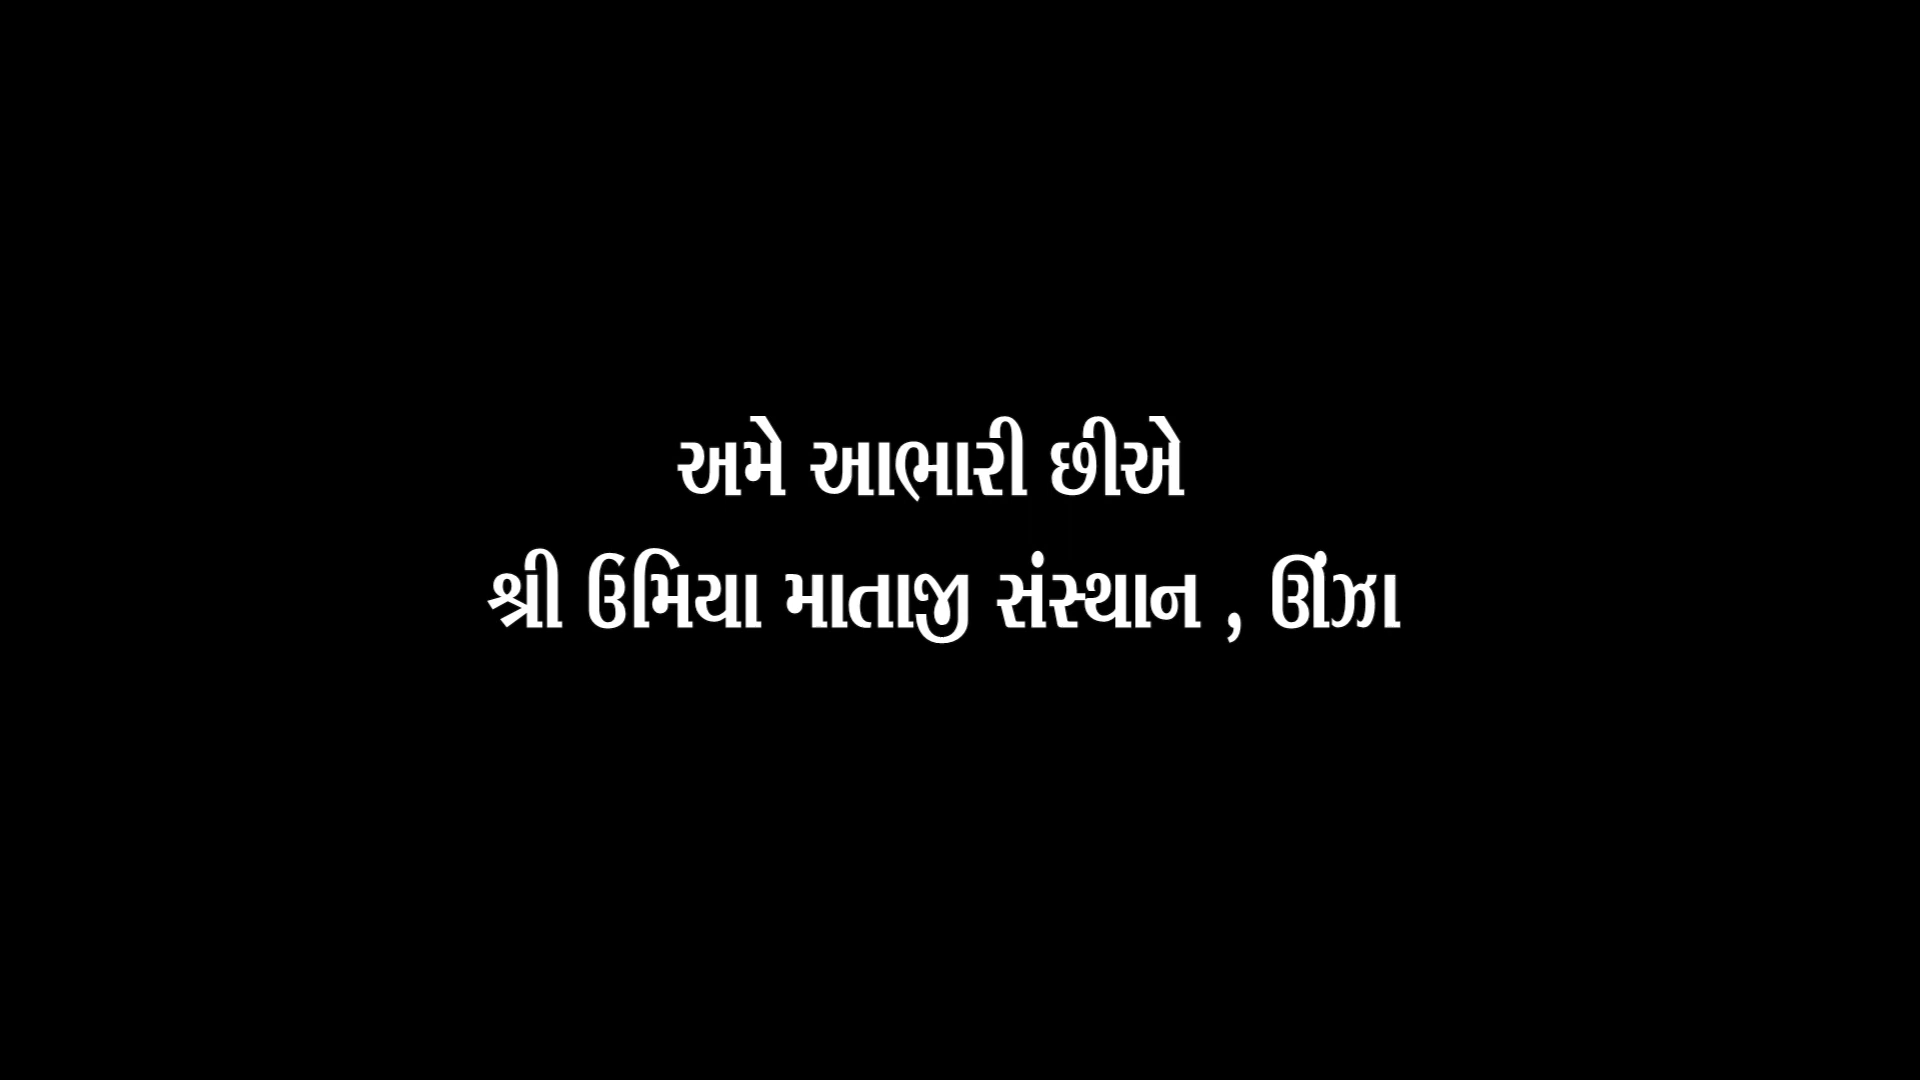 અમે આભારી છીએ
શ્રી ઉમિયા માતાજી સંસ્થાન , ઊંઝા